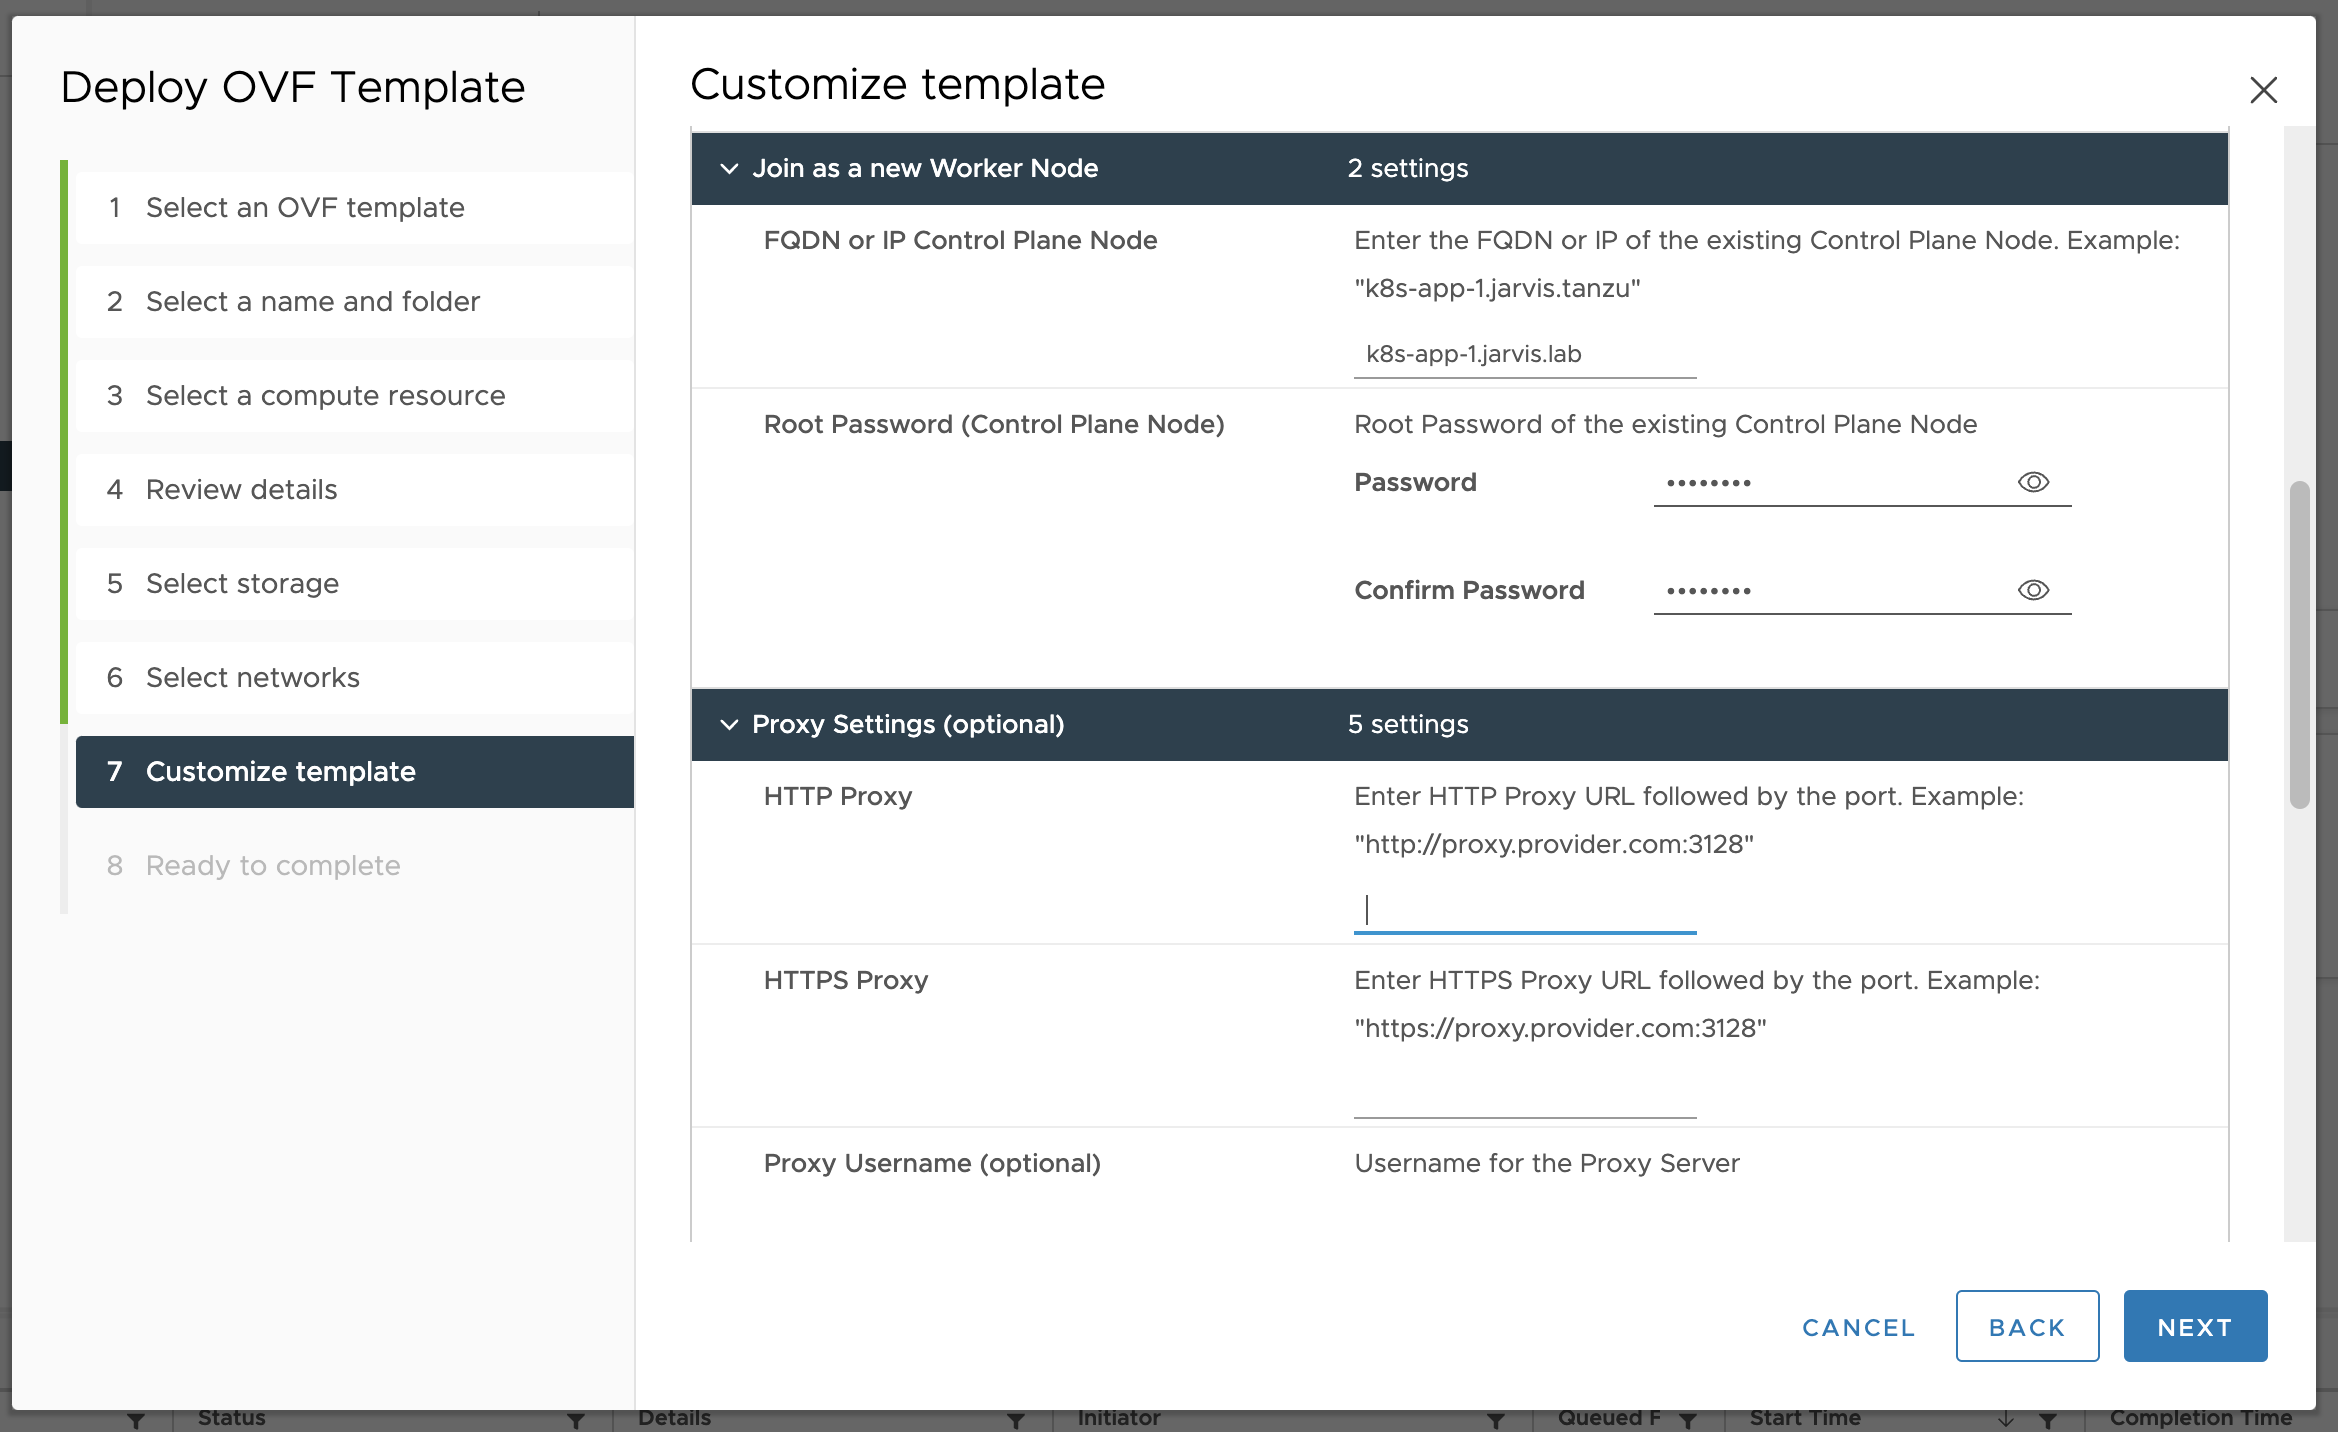 Deploy OVF Template
1 Select an OVF template
2 Select a name and folder
3 Select a compute resource
4 Review details
5 Select storage
6 Select networks
7 Customize template
8 Ready to complete
Customize template
Join as a new Worker Node 2 settings
FQDN or IP Control Plane Node
Enter the FQDN or IP of the existing Control Plane Node. Example:
"k8s-app-1.jarvis.tanzu"
k8s-app-1.jarvis.lab
Root Password (Control Plane Node)
Root Password of the existing Control Plane Node
Password ••••••••
Confirm Password ••••••••
Proxy Settings (optional) 5 settings
HTTP Proxy
Enter HTTP Proxy URL followed by the port. Example:
"http://proxy.provider.com:3128"
HTTPS Proxy
Enter HTTPS Proxy URL followed by the port. Example:
"https://proxy.provider.com:3128"
Proxy Username (optional)
Username for the Proxy Server
CANCEL BACK NEXT
Status Details Initiator Queued F Start Time Completion Time